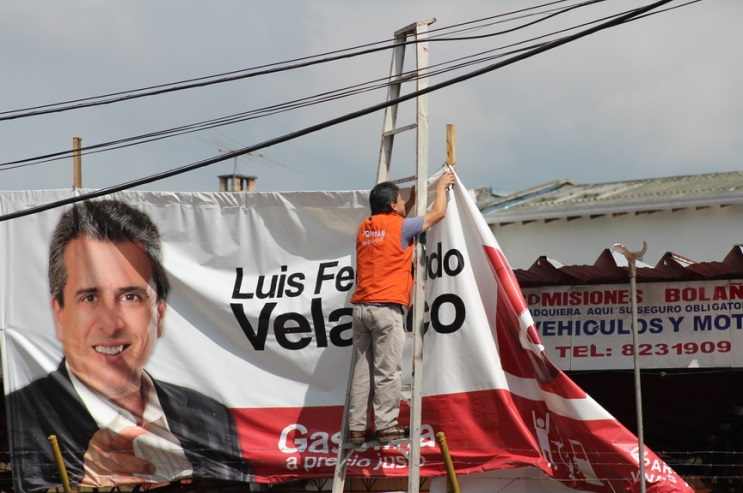 Luis Fe do
Vela co
Gas a
a precio justo
OMISIONES BOLAÑ
DQUIERA AQUI SU SEGURO OBLIGATO
VEHICULOS Y MOT
TEL: 8231909